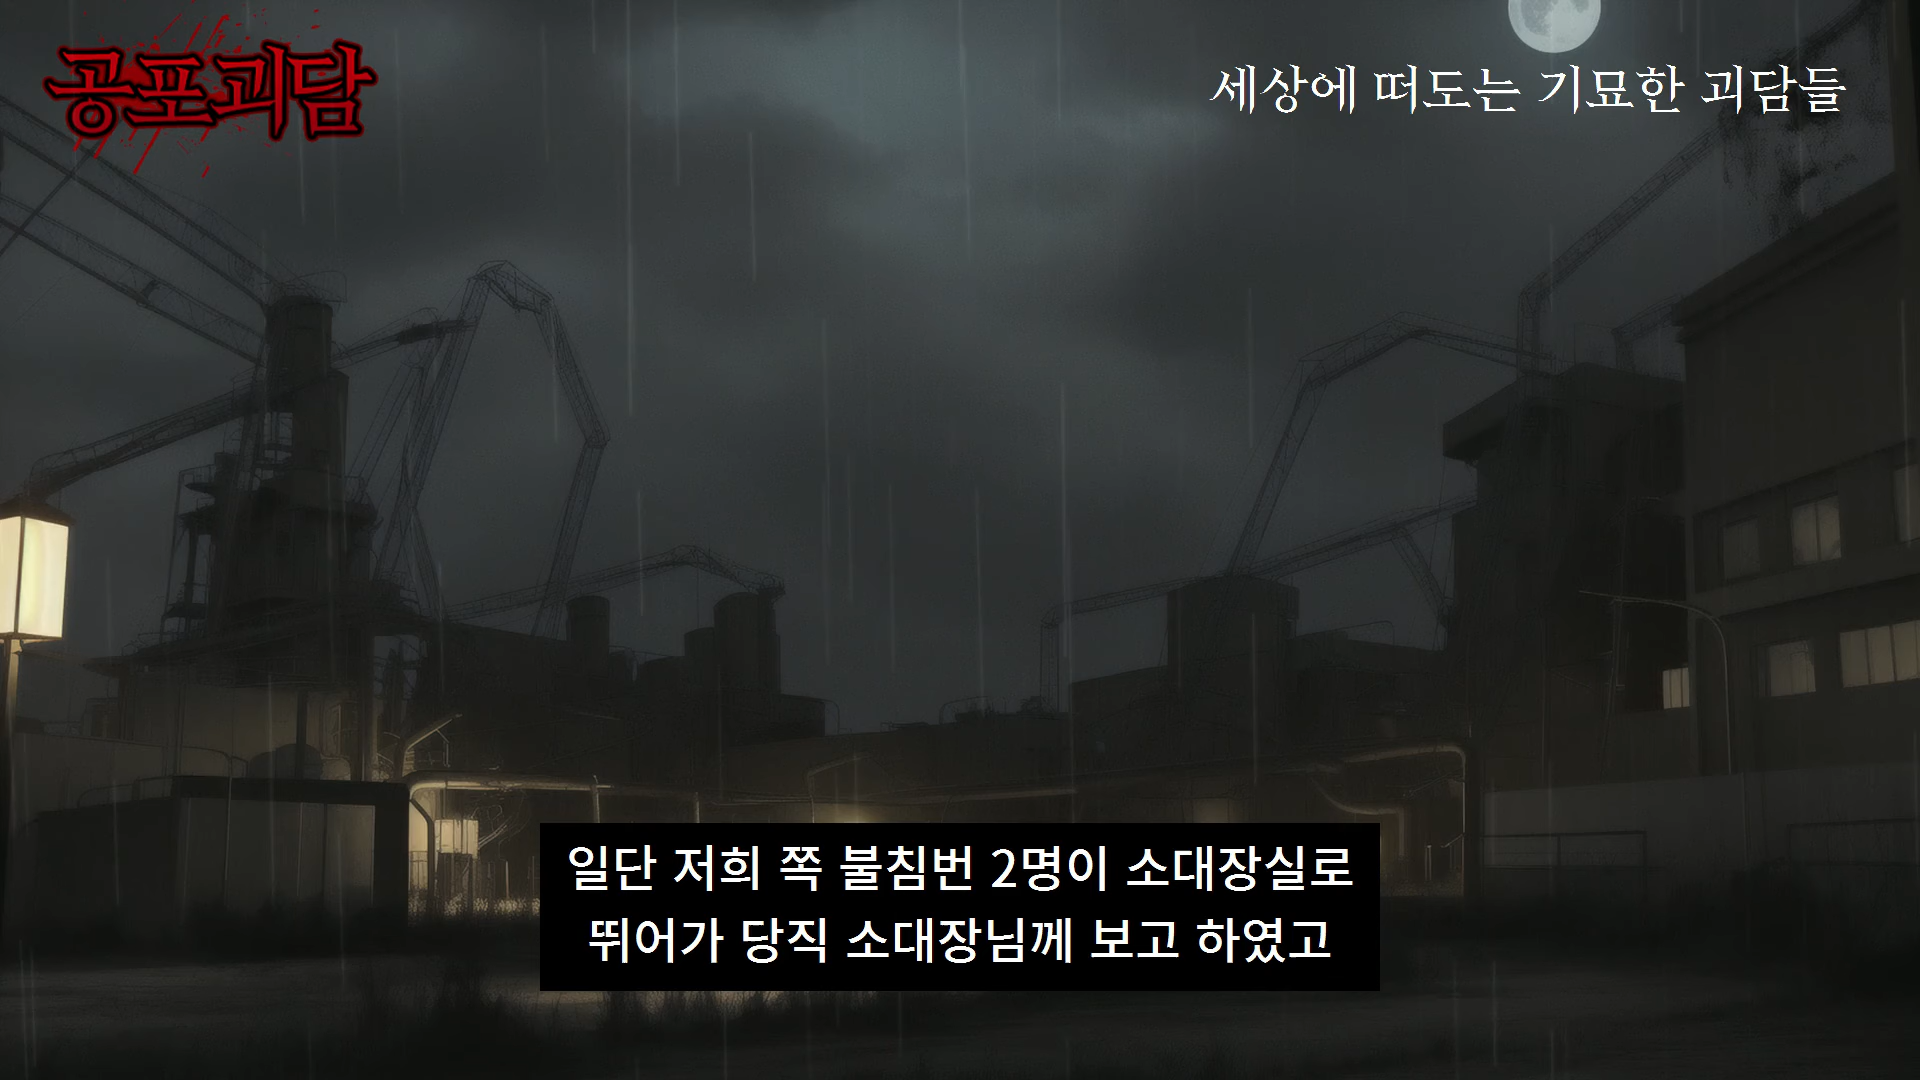 공포괴담
세상에 떠도는 기묘한 괴담들
일단 저희 쪽 불침번 2명이 소대장실로
뛰어가 당직 소대장님께 보고 하였고